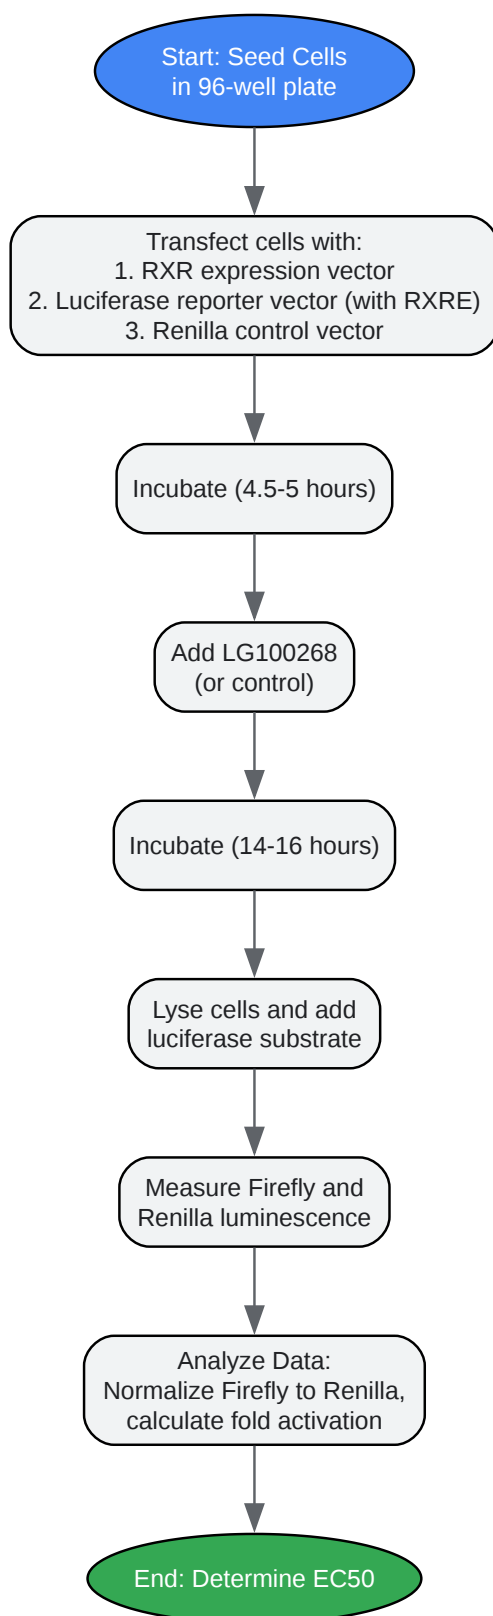 Start: Seed Cells
in 96-well plate
Transfect cells with:
1. RXR expression vector
2. Luciferase reporter vector (with RXRE)
3. Renilla control vector
Incubate (4.5-5 hours)
Add LG100268
(or control)
Incubate (14-16 hours)
Lyse cells and add
luciferase substrate
Measure Firefly and
Renilla luminescence
Analyze Data:
Normalize Firefly to Renilla,
calculate fold activation
End: Determine EC50